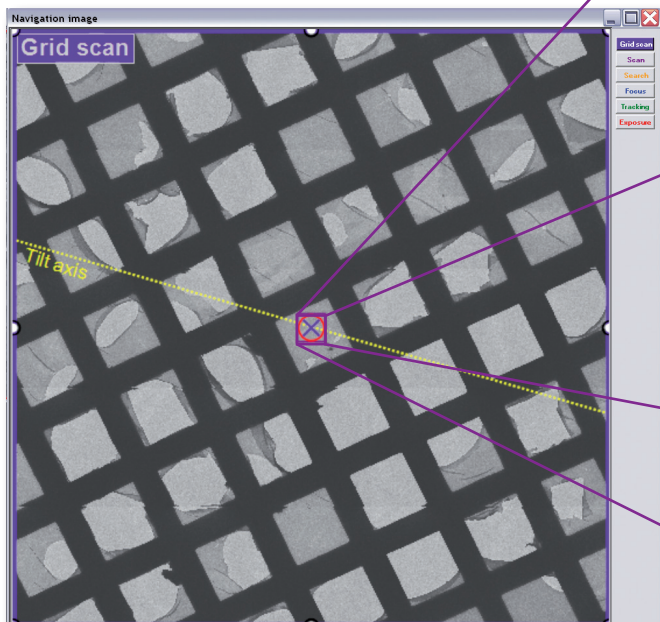 Navigation image
Grid scan
Tilt axis
Grid scan
Scan
Search
Focus
Tracking
Exposure